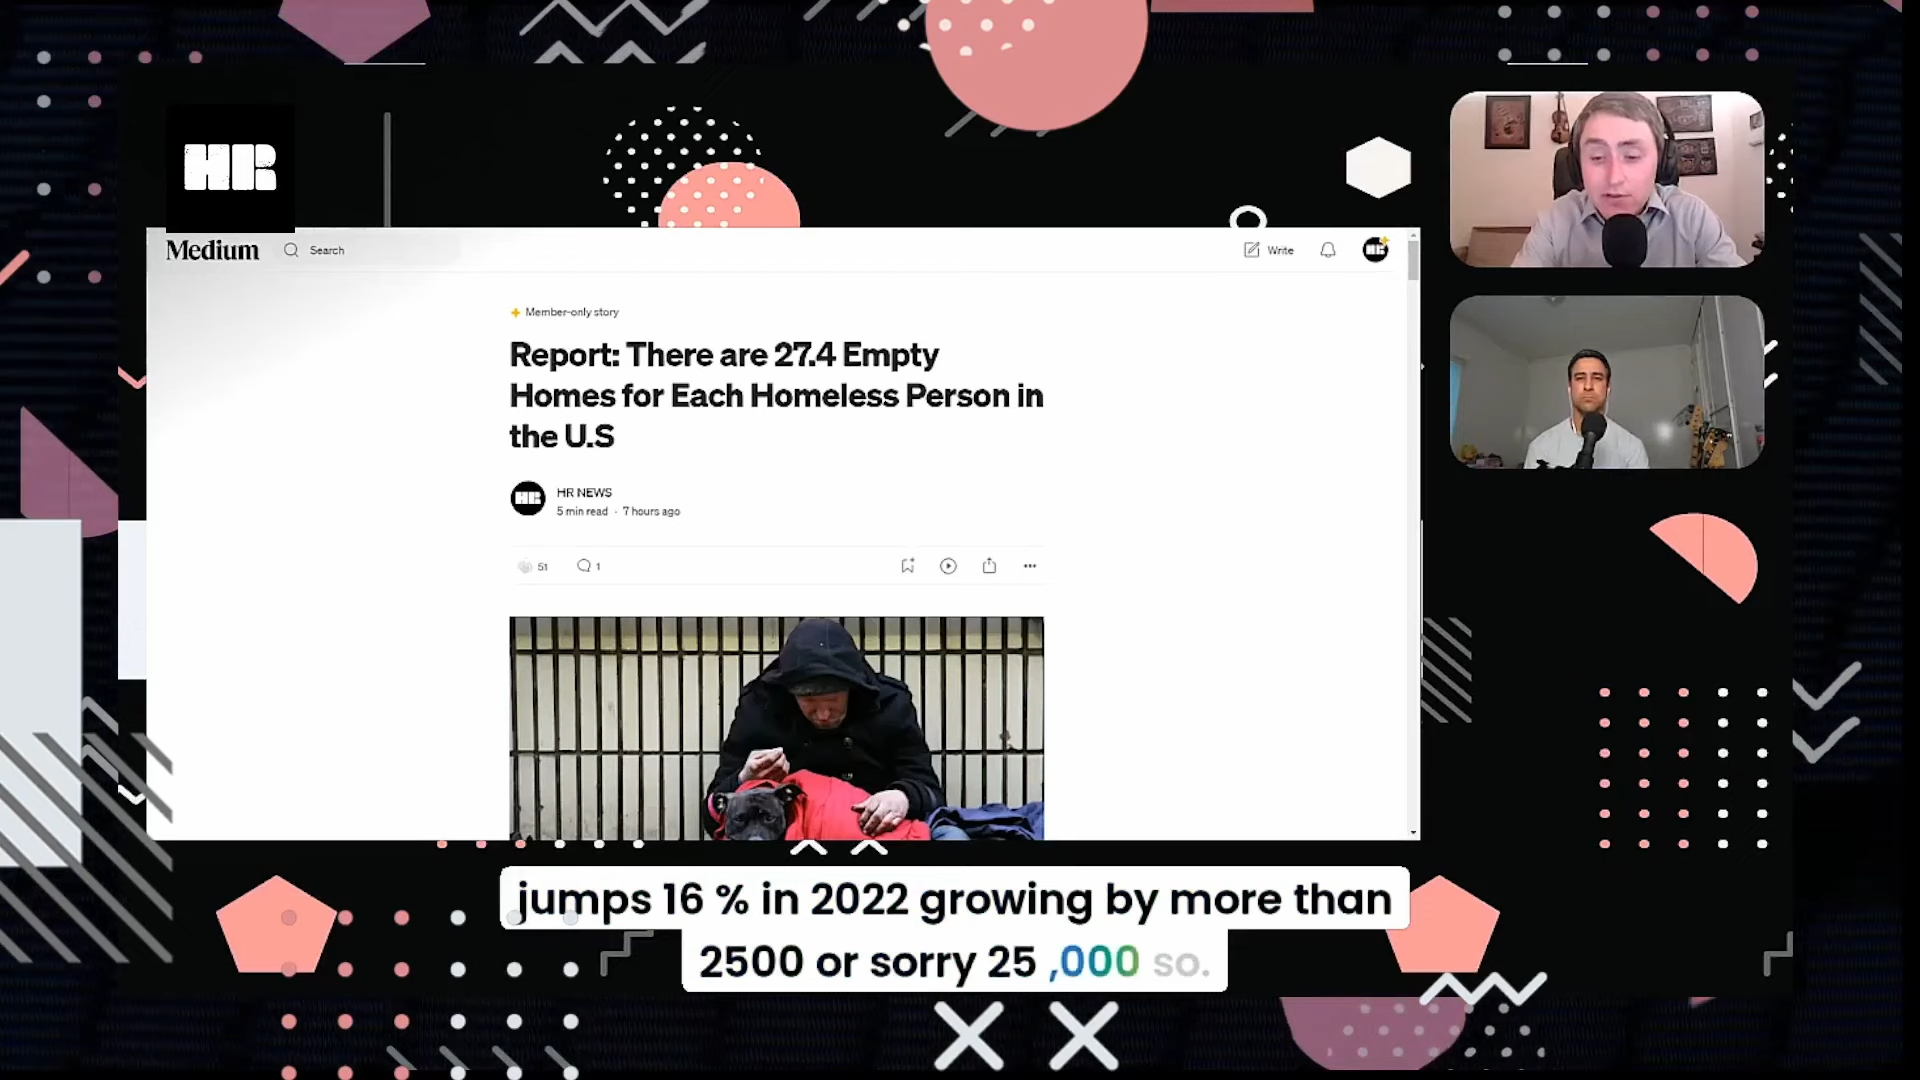 HR
Medium
Search
Write
HR
Member-only story
Report: There are 27.4 Empty
Homes for Each Homeless Person in
the U.S
HR
HR NEWS
5 min read · 7 hours ago
51
1
jumps 16 % in 2022 growing by more than
2500 or sorry 25 ,000 so.